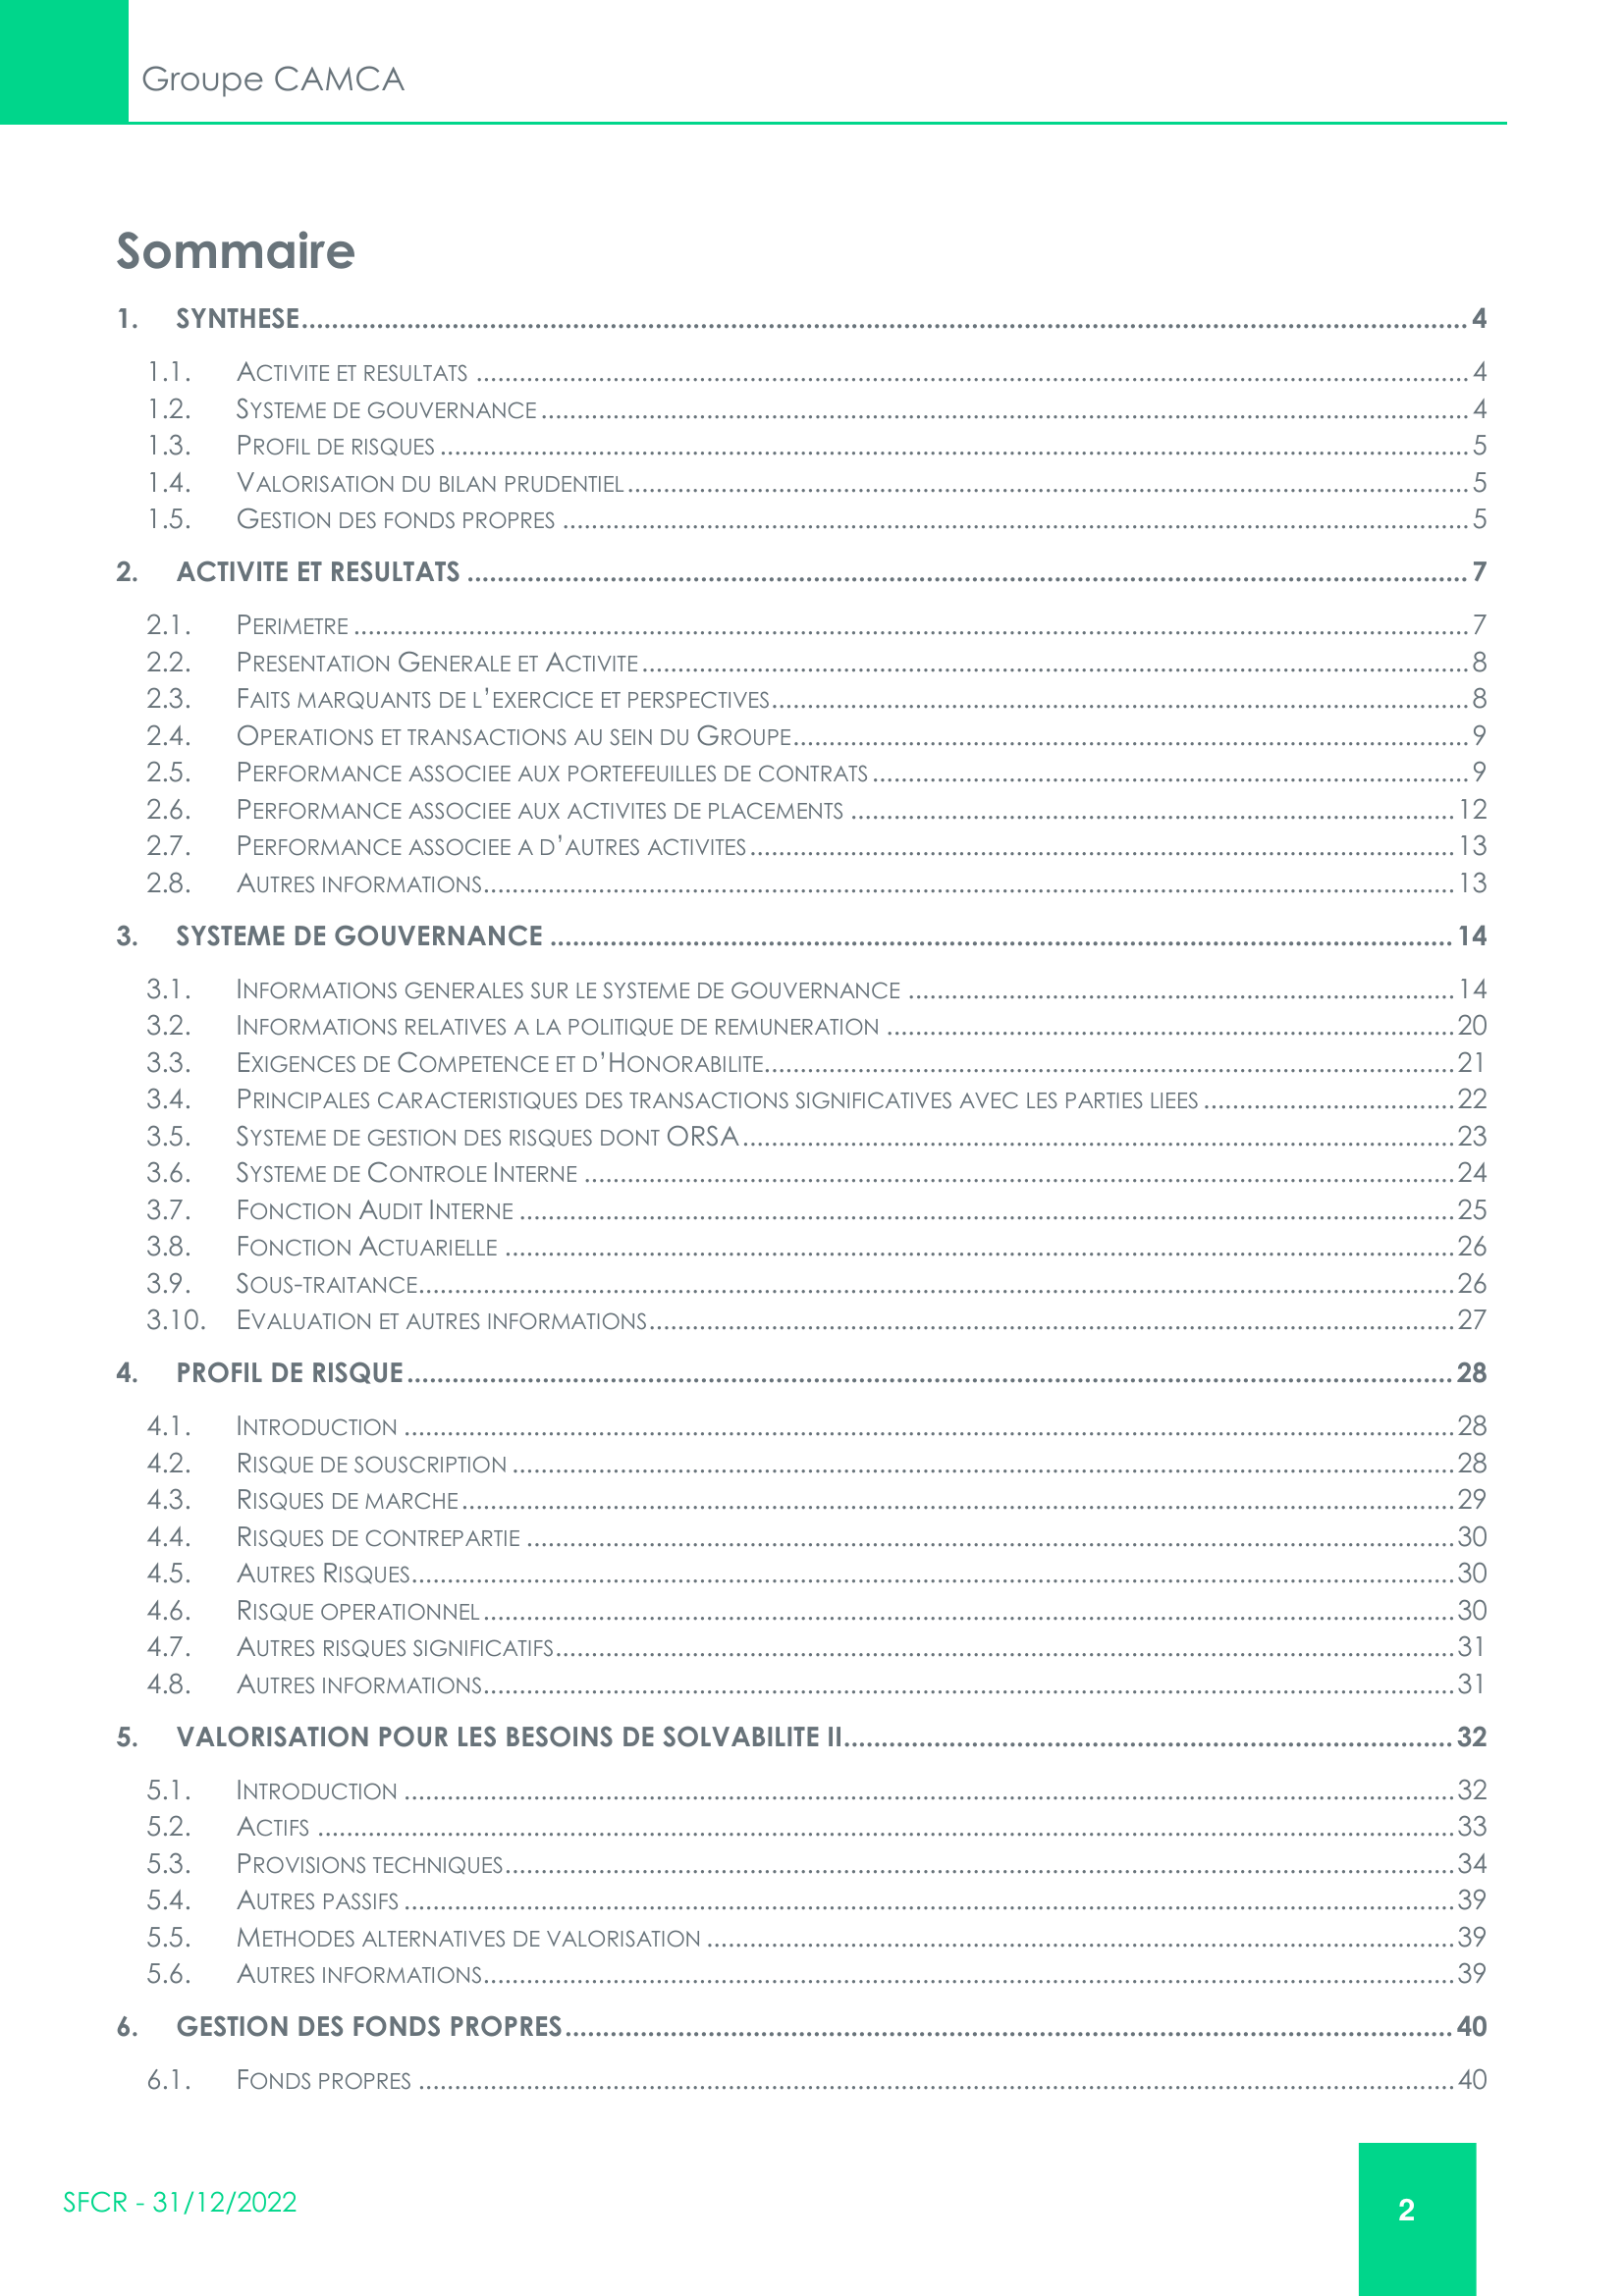 Groupe CAMCA
Sommaire
1. SYNTHESE 4
1.1. ACTIVITE ET RESULTATS 4
1.2. SYSTEME DE GOUVERNANCE 4
1.3. PROFIL DE RISQUES 5
1.4. VALORISATION DU BILAN PRUDENTIEL 5
1.5. GESTION DES FONDS PROPRES 5
2. ACTIVITE ET RESULTATS 7
2.1. PERIMETRE 7
2.2. PRESENTATION GENERALE ET ACTIVITE 8
2.3. FAITS MARQUANTS DE L’EXERCICE ET PERSPECTIVES 8
2.4. OPERATIONS ET TRANSACTIONS AU SEIN DU GROUPE 9
2.5. PERFORMANCE ASSOCIEE AUX PORTEFEUILLES DE CONTRATS 9
2.6. PERFORMANCE ASSOCIEE AUX ACTIVITES DE PLACEMENTS 12
2.7. PERFORMANCE ASSOCIEE A D’AUTRES ACTIVITES 13
2.8. AUTRES INFORMATIONS 13
3. SYSTEME DE GOUVERNANCE 14
3.1. INFORMATIONS GENERALES SUR LE SYSTEME DE GOUVERNANCE 14
3.2. INFORMATIONS RELATIVES A LA POLITIQUE DE REMUNERATION 20
3.3. EXIGENCES DE COMPETENCE ET D’HONORABILITE 21
3.4. PRINCIPALES CARACTERISTIQUES DES TRANSACTIONS SIGNIFICATIVES AVEC LES PARTIES LIEES 22
3.5. SYSTEME DE GESTION DES RISQUES DONT ORSA 23
3.6. SYSTEME DE CONTROLE INTERNE 24
3.7. FONCTION AUDIT INTERNE 25
3.8. FONCTION ACTUARIELLE 26
3.9. SOUS-TRAITANCE 26
3.10. EVALUATION ET AUTRES INFORMATIONS 27
4. PROFIL DE RISQUE 28
4.1. INTRODUCTION 28
4.2. RISQUE DE SOUSCRIPTION 28
4.3. RISQUES DE MARCHE 29
4.4. RISQUES DE CONTREPARTIE 30
4.5. AUTRES RISQUES 30
4.6. RISQUE OPERATIONNEL 30
4.7. AUTRES RISQUES SIGNIFICATIFS 31
4.8. AUTRES INFORMATIONS 31
5. VALORISATION POUR LES BESOINS DE SOLVABILITE II 32
5.1. INTRODUCTION 32
5.2. ACTIFS 33
5.3. PROVISIONS TECHNIQUES 34
5.4. AUTRES PASSIFS 39
5.5. METHODES ALTERNATIVES DE VALORISATION 39
5.6. AUTRES INFORMATIONS 39
6. GESTION DES FONDS PROPRES 40
6.1. FONDS PROPRES 40
SFCR - 31/12/2022
2